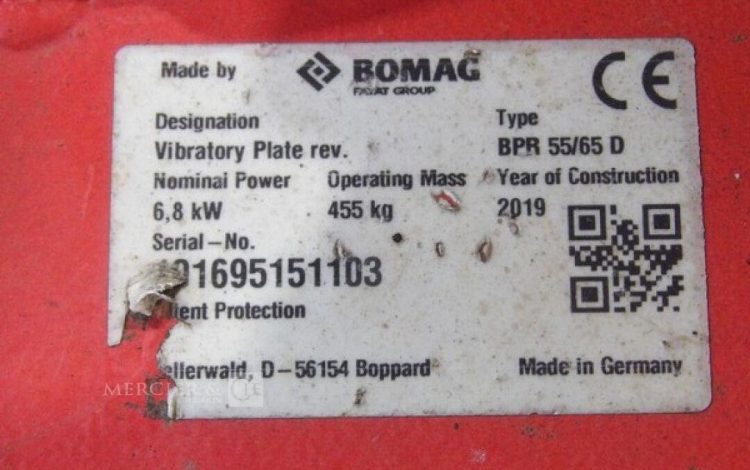 Made by BOMAG CE
FAYAT GROUP
Designation Type
Vibratory Plate rev. BPR 55/65 D
Nominal Power Operating Mass Year of Construction
6,8 kW 455 kg 2019
Serial-No.
01695151103
Protection
D-56154 Boppard Made in Germany